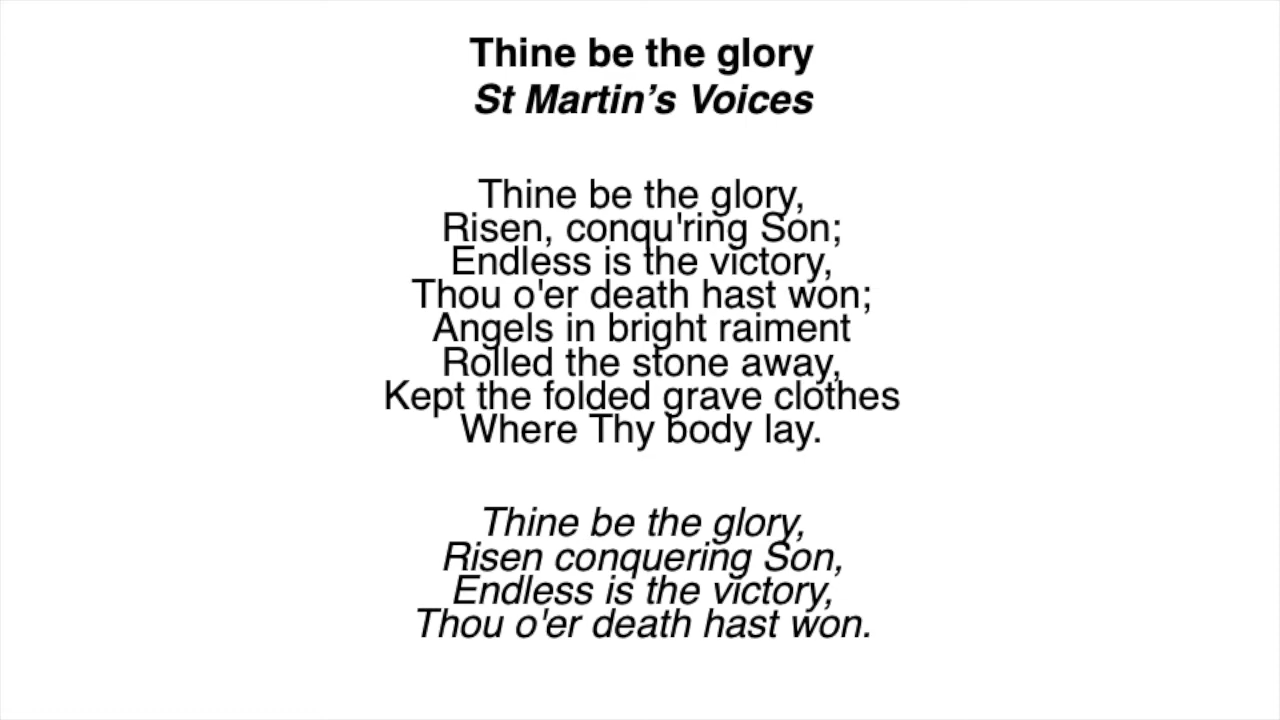 Thine be the glory
St Martin’s Voices
Thine be the glory,
Risen, conqu'ring Son;
Endless is the victory,
Thou o'er death hast won;
Angels in bright raiment
Rolled the stone away,
Kept the folded grave clothes
Where Thy body lay.
Thine be the glory,
Risen conquering Son,
Endless is the victory,
Thou o'er death hast won.